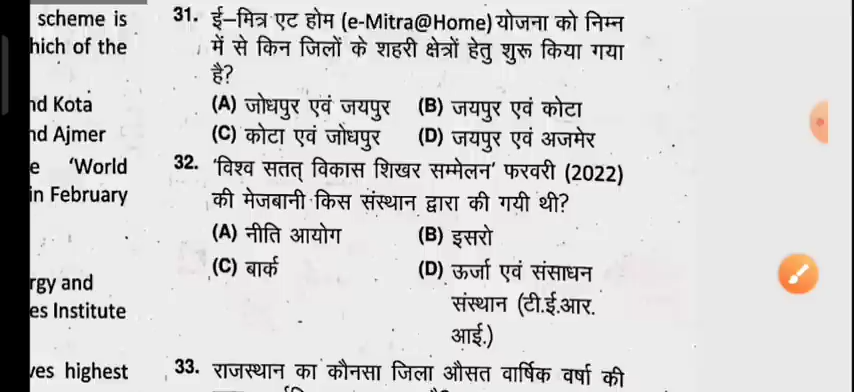 scheme is
hich of the
nd Kota
nd Ajmer
e ‘World
in February
rgy and
es Institute
ves highest
31. ई–मित्र एट होम (e-Mitra@Home) योजना को निम्न
में से किन जिलों के शहरी क्षेत्रों हेतु शुरू किया गया
है?
(A) जोधपुर एवं जयपुर (B) जयपुर एवं कोटा
(C) कोटा एवं जोधपुर (D) जयपुर एवं अजमेर
32. ‘विश्व सतत् विकास शिखर सम्मेलन’ फरवरी (2022)
की मेजबानी किस संस्थान द्वारा की गयी थी?
(A) नीति आयोग (B) इसरो
(C) बार्क (D) ऊर्जा एवं संसाधन
संस्थान (टी.ई.आर.
आई.)
33. राजस्थान का कौनसा जिला औसत वार्षिक वर्षा की